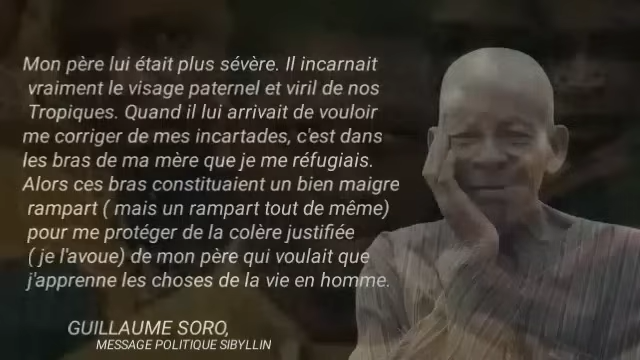 Mon père lui était plus sévère. Il incarnait
vraiment le visage paternel et viril de nos
Tropiques. Quand il lui arrivait de vouloir
me corriger de mes incartades, c'est dans
les bras de ma mère que je me réfugiais.
Alors ces bras constituaient un bien maigre
rampart ( mais un rampart tout de même)
pour me protéger de la colère justifiée
( je l'avoue) de mon père qui voulait que
j'apprenne les choses de la vie en homme.
GUILLAUME SORO,
MESSAGE POLITIQUE SIBYLLIN